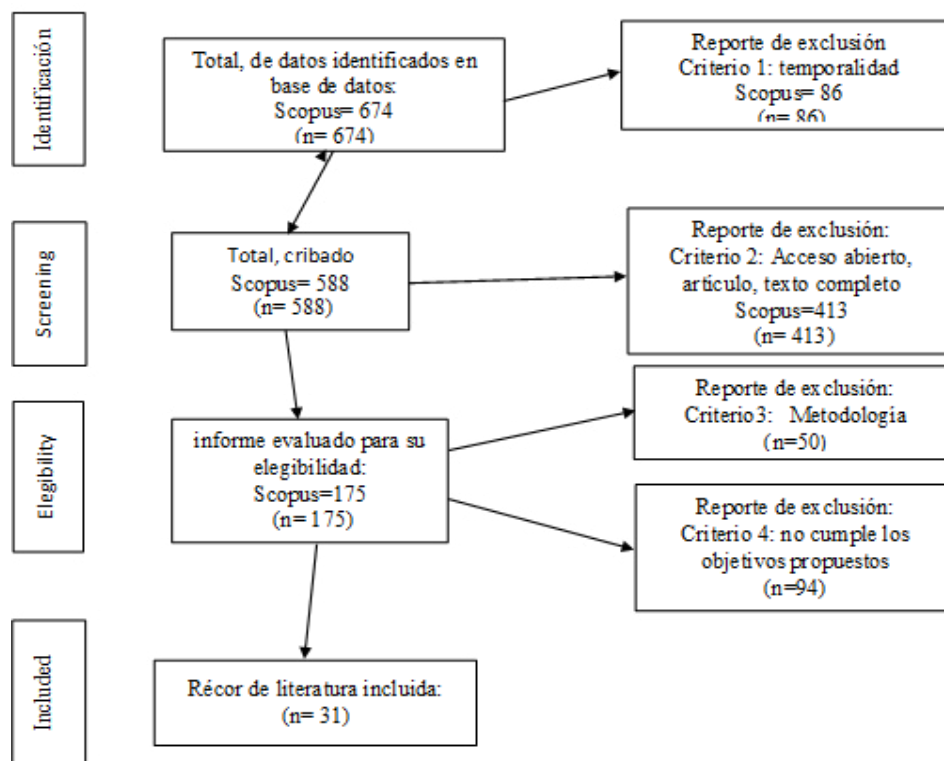 Identificación
Total, de datos identificados en
base de datos:
Scopus= 674
(n= 674)
Reporte de exclusión
Criterio 1: temporalidad
Scopus= 86
(n= 86)
Screening
Total, cribado
Scopus= 588
(n= 588)
Reporte de exclusión:
Criterio 2: Acceso abierto,
artículo, texto completo
Scopus=413
(n= 413)
Elegibility
informe evaluado para su
elegibilidad:
Scopus=175
(n= 175)
Reporte de exclusión:
Criterio3: Metodología
(n=50)
Reporte de exclusión:
Criterio 4: no cumple los
objetivos propuestos
(n=94)
Included
Récor de literatura incluida:
(n= 31)